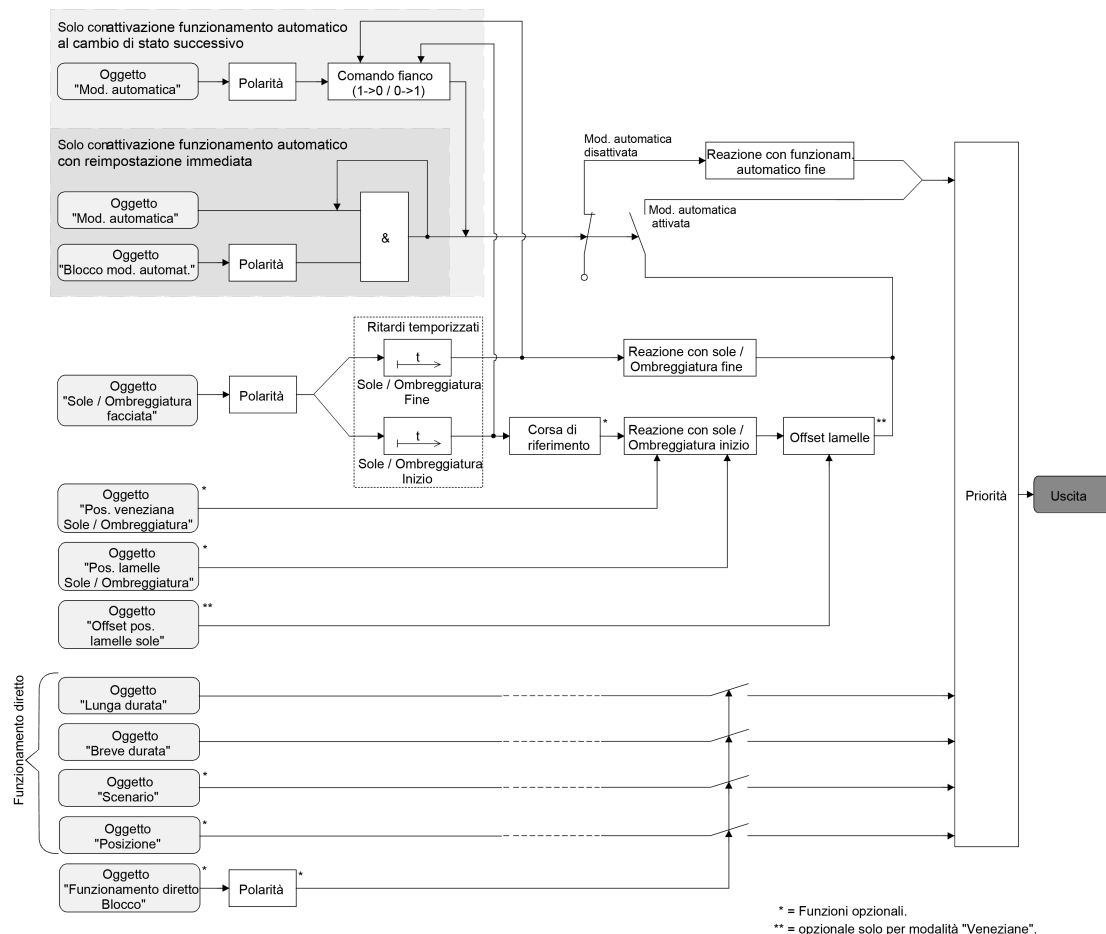 Solo con attivazione funzionamento automatico
al cambio di stato successivo
Oggetto
"Mod. automatica"
Polarità
Comando fianco
(1->0 / 0->1)
Solo con attivazione funzionamento automatico
con reimpostazione immediata
Oggetto
"Mod. automatica"
Oggetto
"Blocco mod. automat."
Polarità
&
Mod. automatica
disattivata
Reazione con funzionam.
automatico fine
Mod. automatica
attivata
Ritardi temporizzati
t
Sole / Ombreggiatura
Fine
Reazione con sole /
Ombreggiatura fine
Oggetto
"Sole / Ombreggiatura
facciata"
Polarità
t
Sole / Ombreggiatura
Inizio
Corsa di
riferimento
*
Reazione con sole /
Ombreggiatura inizio
Offset lamelle
**
Oggetto
"Pos. veneziana
Sole / Ombreggiatura"
*
Oggetto
"Pos. lamelle
Sole / Ombreggiatura"
*
Oggetto
"Offset pos.
lamelle sole"
**
Priorità
Uscita
Funzionamento diretto
Oggetto
"Lunga durata"
Oggetto
"Breve durata"
Oggetto
"Scenario"
*
Oggetto
"Posizione"
*
Oggetto
"Funzionamento diretto
Blocco"
*
Polarità
*
* = Funzioni opzionali.
** = opzionale solo per modalità "Veneziane".